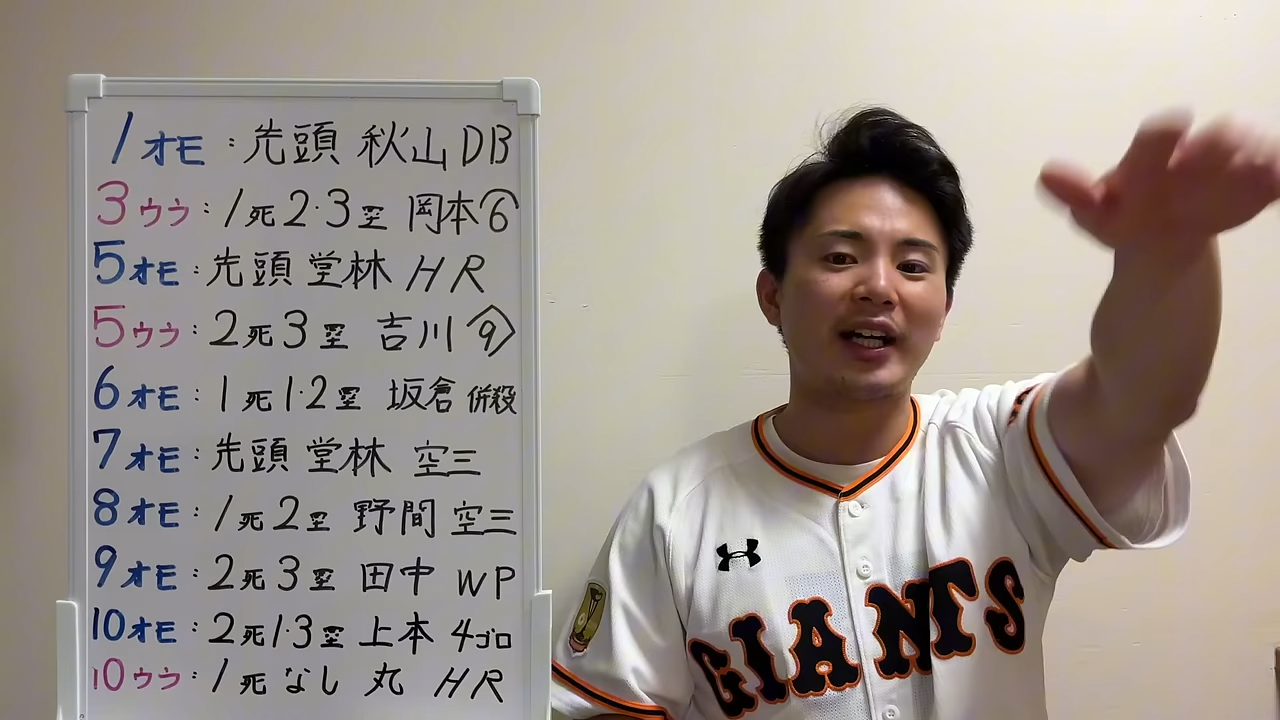 1オモ:先頭 秋山 DB
3ウラ:1死2·3塁 岡本⑥
5オモ:先頭 堂林 HR
5ウラ:2死3塁 吉川 9
6オモ:1死1·2塁 坂倉 併殺
7オモ:先頭 堂林 空三
8オモ:1死2塁 野間 空三
9オモ:2死3塁 田中 WP
10オモ:2死1·3塁 上本 4ゴロ
10ウラ:1死なし 丸 HR
GIANTS